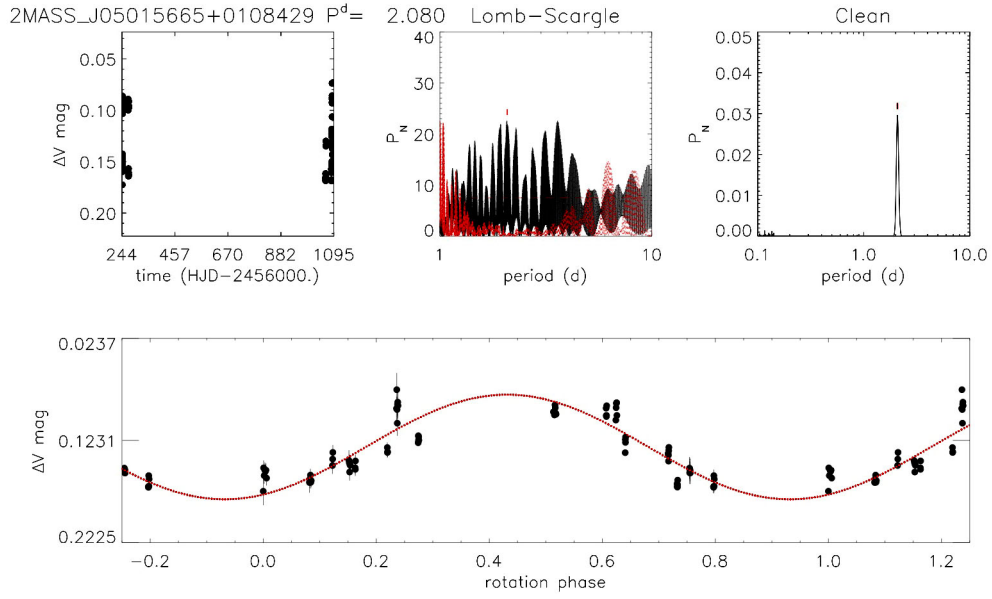 2MASS_J05015665+0108429 P^d= 2.080 Lomb-Scargle Clean
0.05
0.10
0.15
0.20
ΔV mag
244 457 670 882 1095
time (HJD-2456000.)
40
30
20
10
0
P_N
1 10
period (d)
0.05
0.04
0.03
0.02
0.01
0.00
P_N
0.1 1.0 10.0
period (d)
0.0237
0.1231
0.2225
ΔV mag
-0.2 0.0 0.2 0.4 0.6 0.8 1.0 1.2
rotation phase